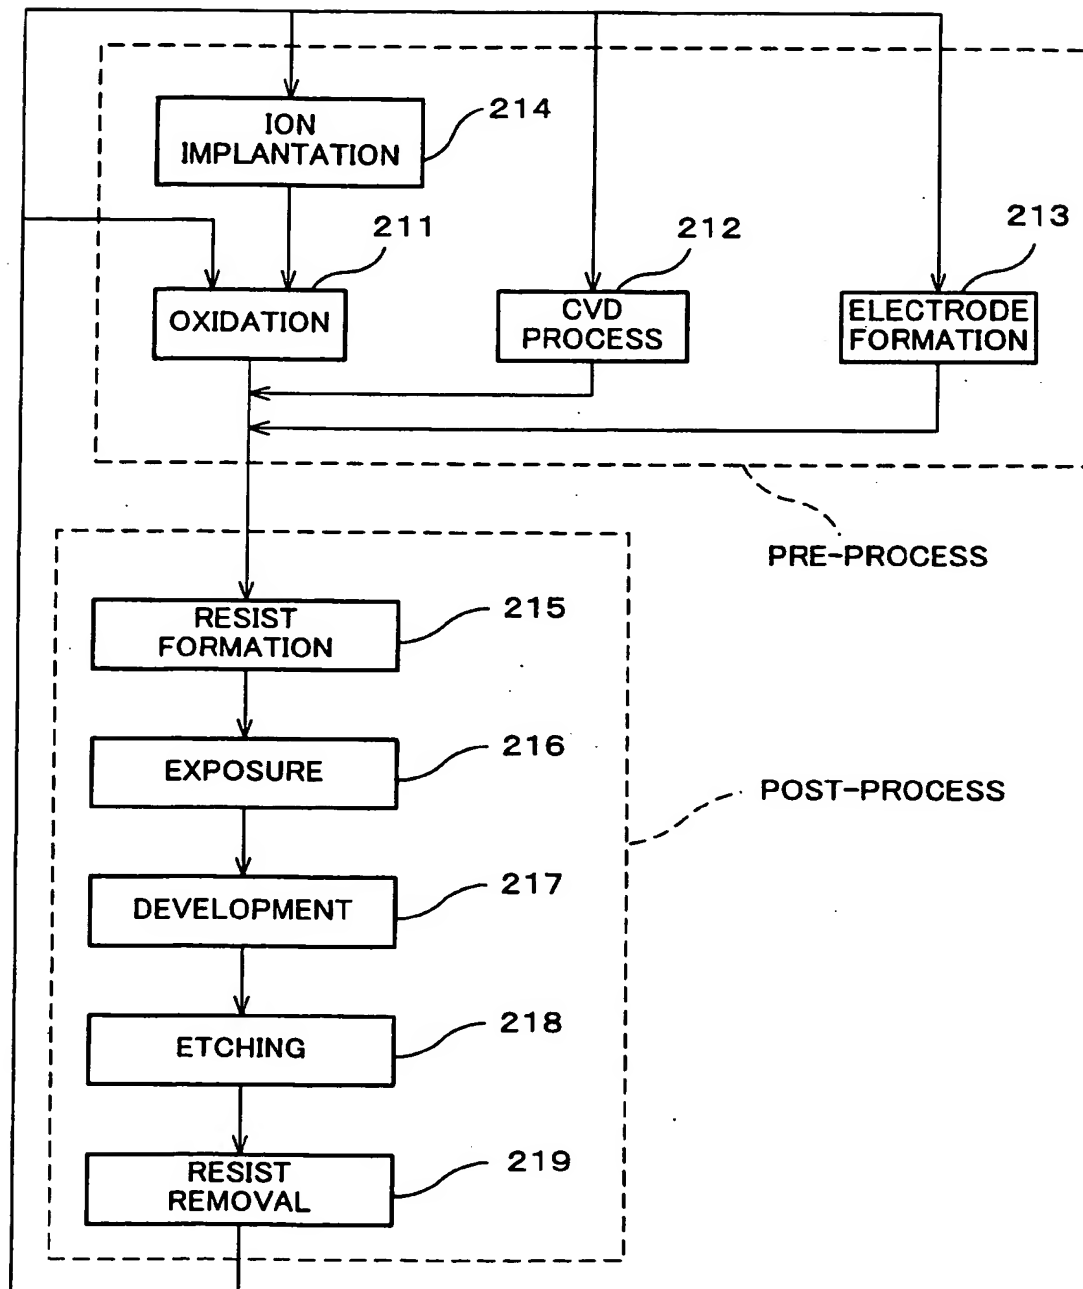 ION
IMPLANTATION
214
211
212
213
OXIDATION
CVD
PROCESS
ELECTRODE
FORMATION
PRE-PROCESS
RESIST
FORMATION
215
EXPOSURE
216
POST-PROCESS
DEVELOPMENT
217
ETCHING
218
RESIST
REMOVAL
219